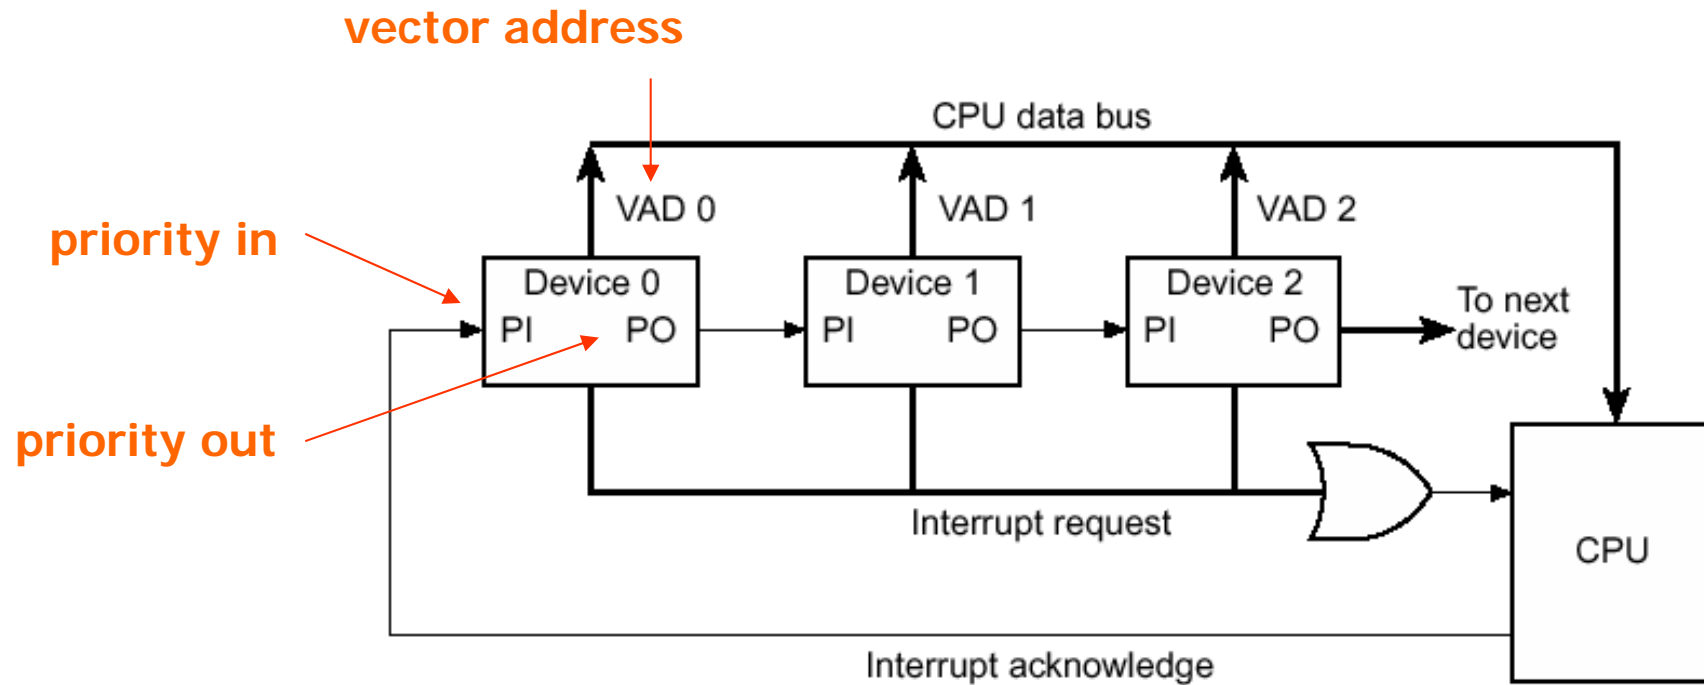 vector address
CPU data bus
VAD 0
VAD 1
VAD 2
priority in
Device 0
Device 1
Device 2
PI
PO
PI
PO
PI
PO
To next
device
priority out
Interrupt request
CPU
Interrupt acknowledge